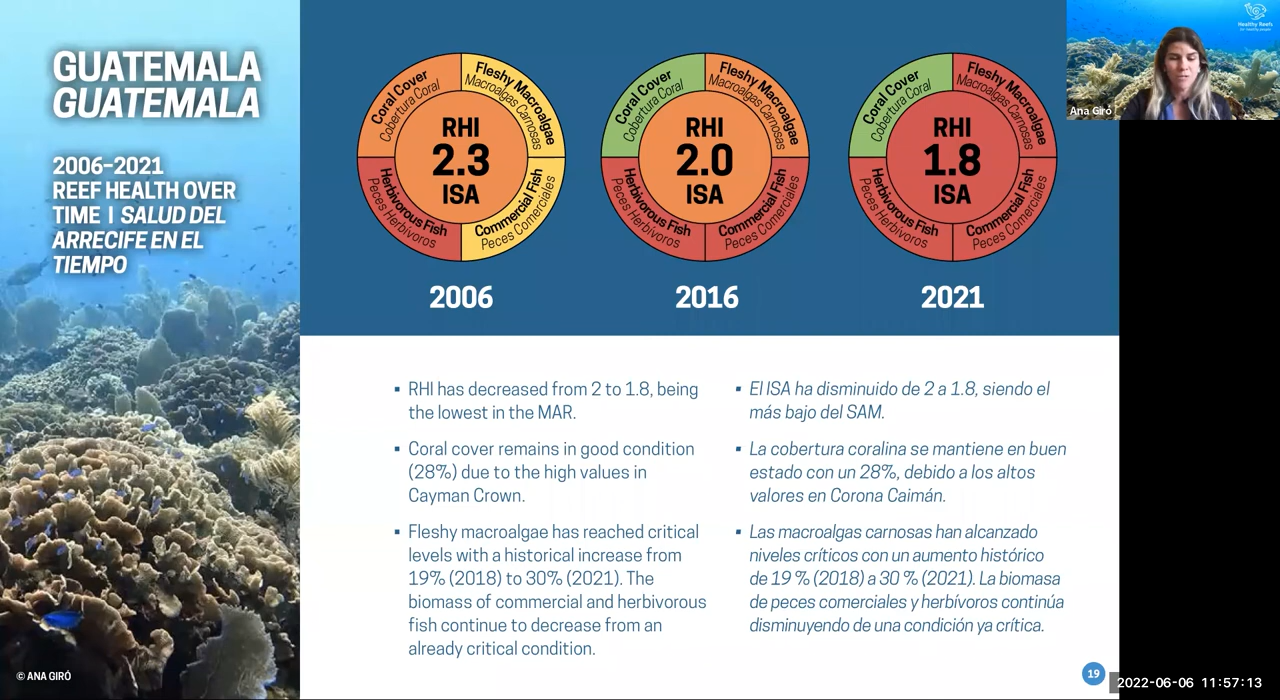 GUATEMALA
GUATEMALA
2006–2021
REEF HEALTH OVER
TIME | SALUD DEL
ARRECIFE EN EL
TIEMPO
© ANA GIRÓ
Coral Cover
Cobertura Coral
Fleshy Macroalgae
Macroalgas Carnosas
Herbivorous Fish
Peces Herbívoros
Commercial Fish
Peces Comerciales
RHI
2.3
ISA
2006
Coral Cover
Cobertura Coral
Fleshy Macroalgae
Macroalgas Carnosas
Herbivorous Fish
Peces Herbívoros
Commercial Fish
Peces Comerciales
RHI
2.0
ISA
2016
Coral Cover
Cobertura Coral
Fleshy Macroalgae
Macroalgas Carnosas
Herbivorous Fish
Peces Herbívoros
Commercial Fish
Peces Comerciales
RHI
1.8
ISA
2021
Healthy Reefs
for healthy people
Ana Giró
▪ RHI has decreased from 2 to 1.8, being
the lowest in the MAR.
▪ Coral cover remains in good condition
(28%) due to the high values in
Cayman Crown.
▪ Fleshy macroalgae has reached critical
levels with a historical increase from
19% (2018) to 30% (2021). The
biomass of commercial and herbivorous
fish continue to decrease from an
already critical condition.
▪ El ISA ha disminuido de 2 a 1.8, siendo el
más bajo del SAM.
▪ La cobertura coralina se mantiene en buen
estado con un 28%, debido a los altos
valores en Corona Caimán.
▪ Las macroalgas carnosas han alcanzado
niveles críticos con un aumento histórico
de 19 % (2018) a 30 % (2021). La biomasa
de peces comerciales y herbívoros continúa
disminuyendo de una condición ya crítica.
19
2022-06-06 11:57:13